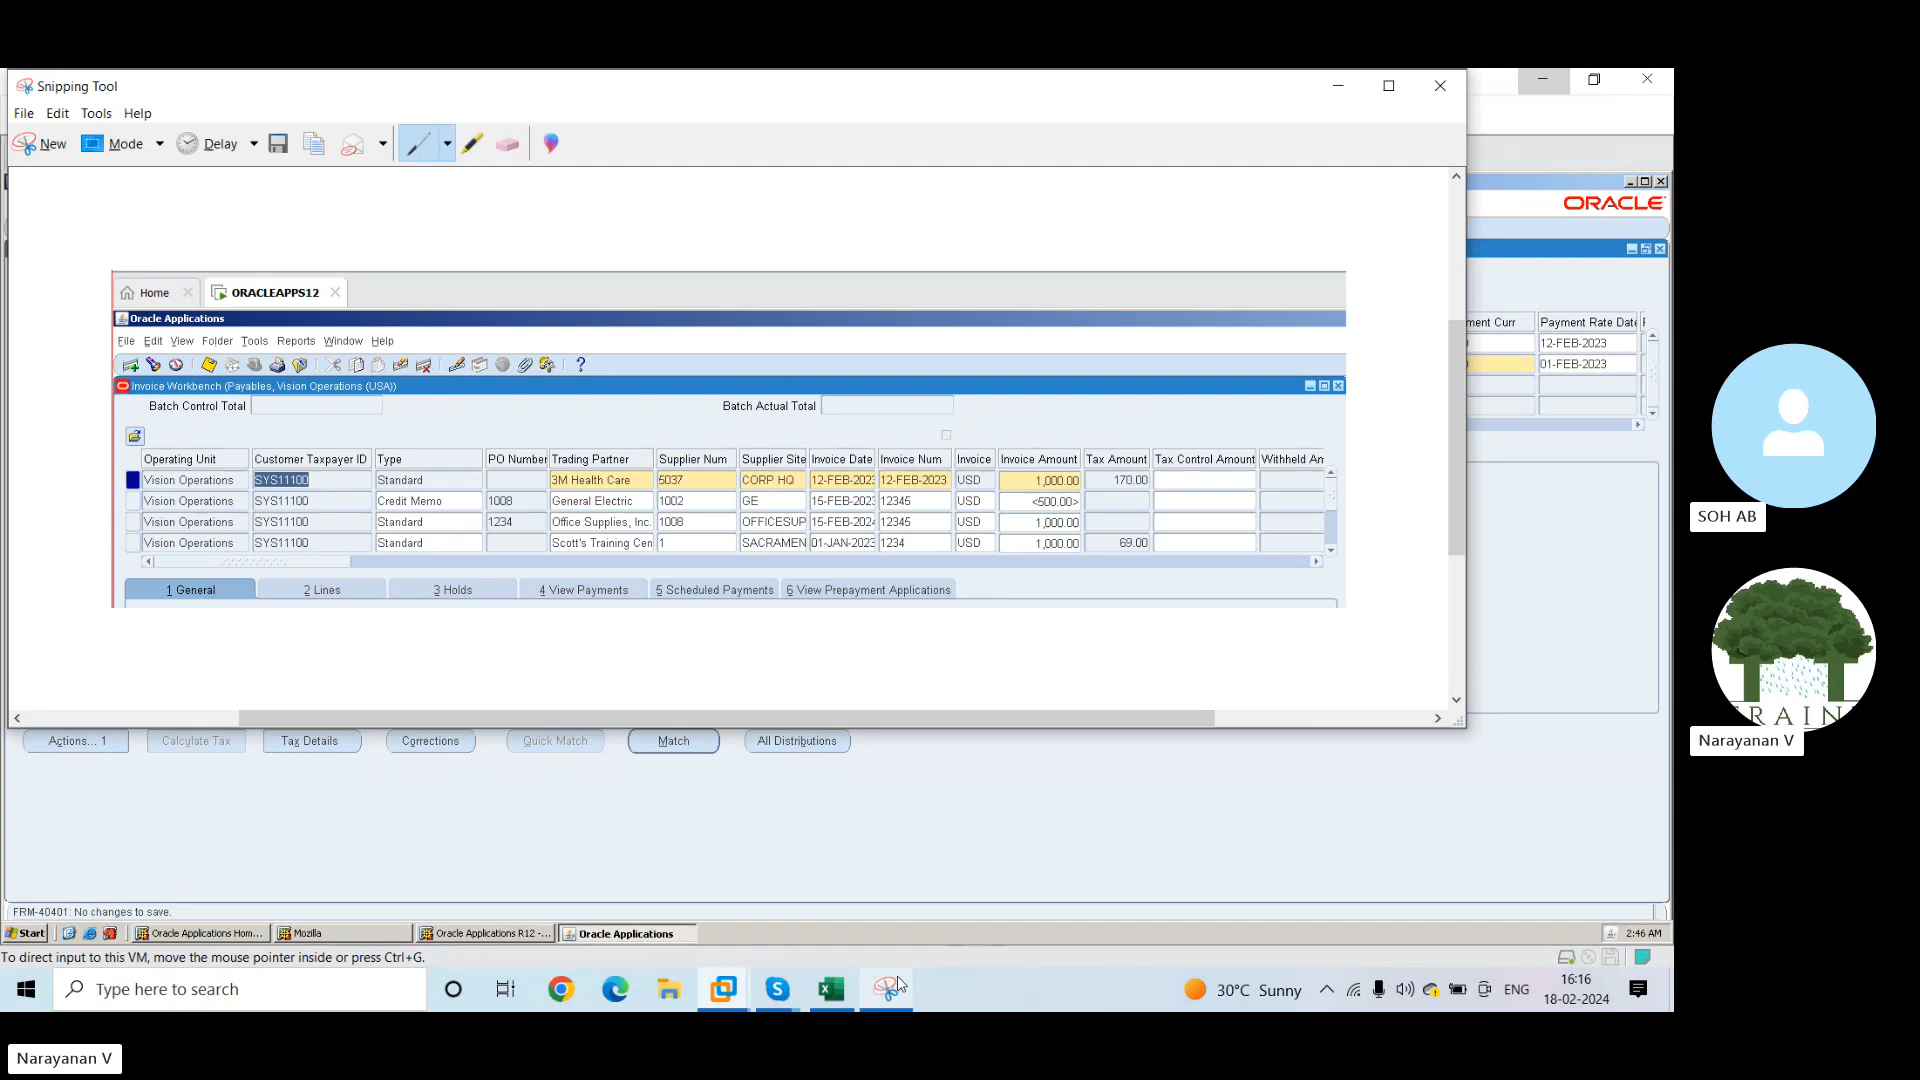 Snipping Tool
File Edit Tools Help
New Mode Delay
ORACLE
Home ORACLEAPPS12
Oracle Applications
File Edit View Folder Tools Reports Window Help
Invoice Workbench (Payables, Vision Operations (USA))
Batch Control Total Batch Actual Total
Operating Unit Customer Taxpayer ID Type PO Number Trading Partner Supplier Num Supplier Site Invoice Date Invoice Num Invoice Invoice Amount Tax Amount Tax Control Amount Withheld Am
Vision Operations SYS11100 Standard 3M Health Care 5037 CORP HQ 12-FEB-2023 12-FEB-2023 USD 1,000.00 170.00
Vision Operations SYS11100 Credit Memo 1008 General Electric 1002 GE 15-FEB-2023 12345 USD <500.00>
Vision Operations SYS11100 Standard 1234 Office Supplies, Inc. 1008 OFFICESUP 15-FEB-2024 12345 USD 1,000.00
Vision Operations SYS11100 Standard Scott's Training Cen 1 SACRAMEN 01-JAN-2023 1234 USD 1,000.00 69.00
1 General 2 Lines 3 Holds 4 View Payments 5 Scheduled Payments 6 View Prepayment Applications
ment Curr Payment Rate Date
12-FEB-2023
01-FEB-2023
Actions... 1 Calculate Tax Tax Details Corrections Quick Match Match All Distributions
FRM-40401: No changes to save.
Start Oracle Applications Hom... Mozilla Oracle Applications R12 -... Oracle Applications 2:46 AM
To direct input to this VM, move the mouse pointer inside or press Ctrl+G.
Type here to search 30°C Sunny ENG 16:16
18-02-2024
SOH AB
RAIN
Narayanan V
Narayanan V